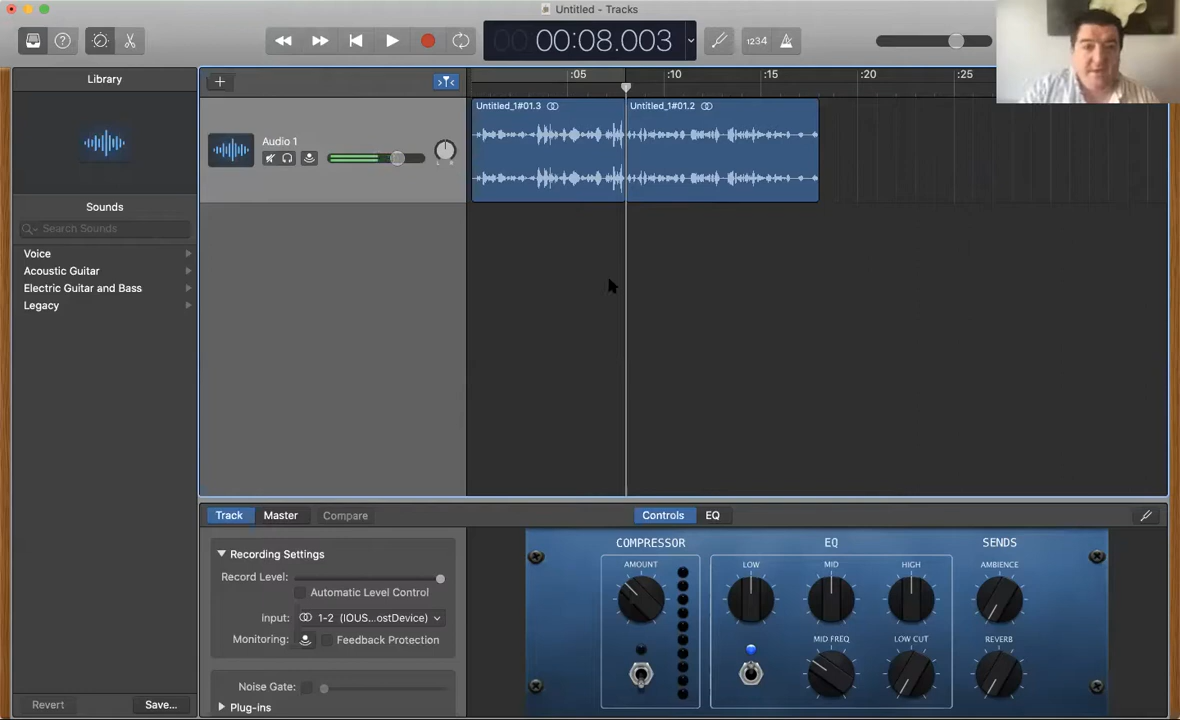 Untitled - Tracks
00:08.003
1234
Library
:05
:10
:15
:20
:25
Untitled_1#01.3
Untitled_1#01.2
Audio 1
L R
Sounds
Search Sounds
Voice
Acoustic Guitar
Electric Guitar and Bass
Legacy
Track
Master
Compare
Controls
EQ
Recording Settings
Record Level:
Automatic Level Control
Input:
1-2 (IOUS...ostDevice)
Monitoring:
Feedback Protection
Noise Gate:
Plug-ins
COMPRESSOR
EQ
SENDS
AMOUNT
LOW
MID
HIGH
AMBIENCE
MID FREQ
LOW CUT
REVERB
Revert
Save...